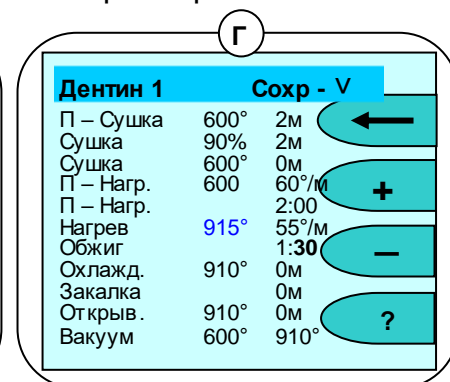 Г
Дентин 1 Сохр - V
П – Сушка 600° 2м
Сушка 90% 2м
Сушка 600° 0м
П – Нагр. 600 60°/м
П – Нагр. 2:00
Нагрев 915° 55°/м
Обжиг 1:30
Охлажд. 910° 0м
Закалка 0м
Открыв. 910° 0м
Вакуум 600° 910°
+
–
?